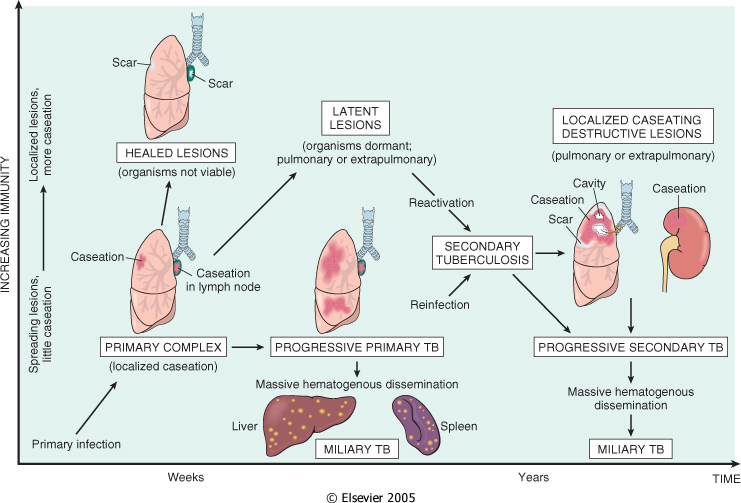 INCREASING IMMUNITY
Localized lesions,
more caseation
Spreading lesions,
little caseation
Scar
Scar
HEALED LESIONS
(organisms not viable)
LATENT
LESIONS
(organisms dormant;
pulmonary or extrapulmonary)
LOCALIZED CASEATING
DESTRUCTIVE LESIONS
(pulmonary or extrapulmonary)
Cavity
Caseation
Scar
Caseation
Reactivation
SECONDARY
TUBERCULOSIS
Reinfection
Caseation
Caseation
in lymph node
PRIMARY COMPLEX
(localized caseation)
PROGRESSIVE PRIMARY TB
PROGRESSIVE SECONDARY TB
Massive hematogenous dissemination
Massive hematogenous
dissemination
Liver
Spleen
Primary infection
MILIARY TB
MILIARY TB
Weeks
Years
TIME
© Elsevier 2005